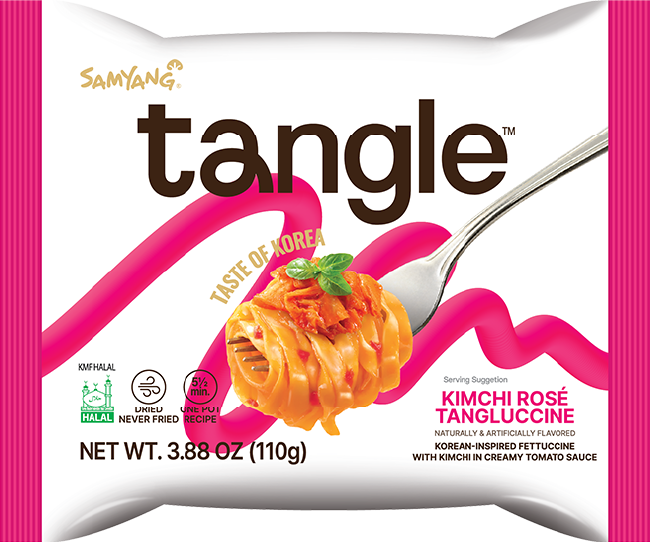 SAMYANG
tangle™
TASTE OF KOREA
KMFHALAL
HALAL
DRIED
NEVER FRIED
5½
min.
ONE POT
RECIPE
NET WT. 3.88 OZ (110g)
Serving Suggetion
KIMCHI ROSÉ
TANGLUCCINE
NATURALLY & ARTIFICIALLY FLAVORED
KOREAN-INSPIRED FETTUCCINE
WITH KIMCHI IN CREAMY TOMATO SAUCE